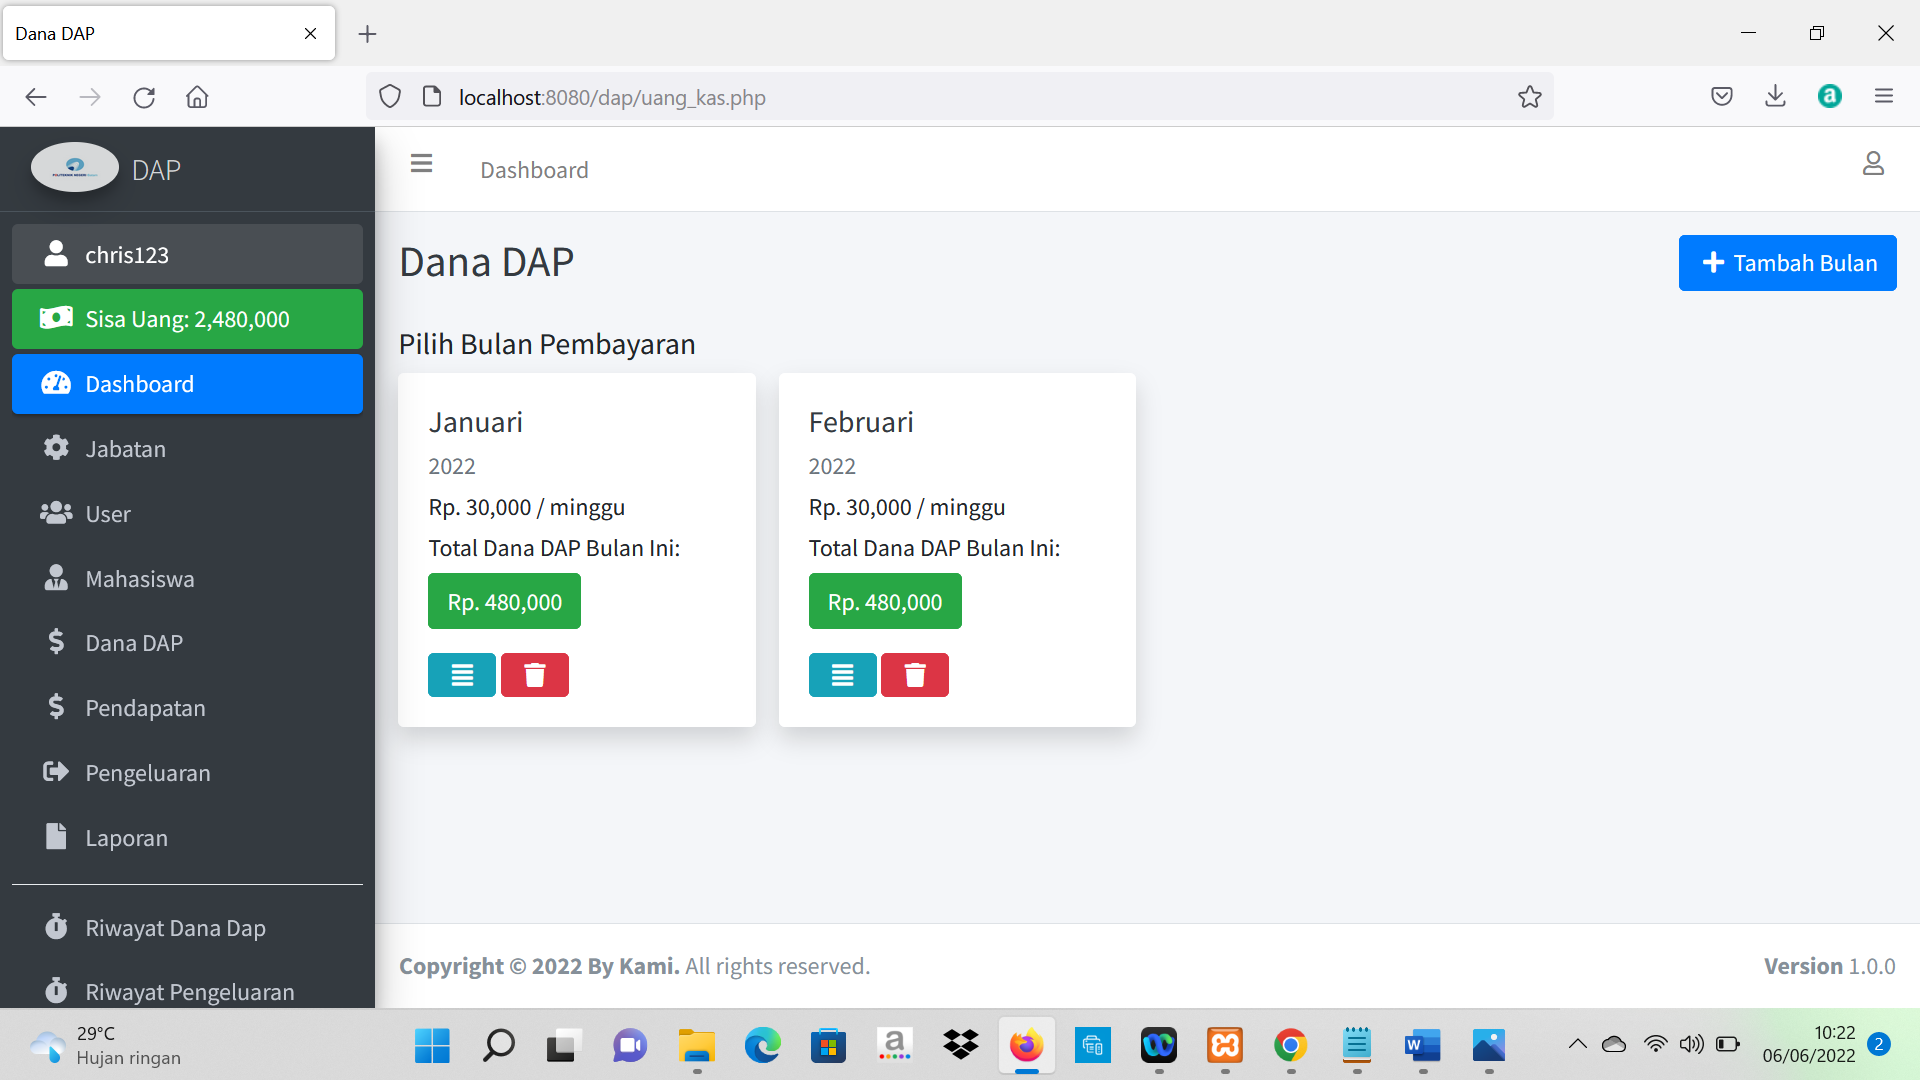 Dana DAP
localhost:8080/dap/uang_kas.php
DAP
Dashboard
chris123
Sisa Uang: 2,480,000
Dashboard
Jabatan
User
Mahasiswa
Dana DAP
Pendapatan
Pengeluaran
Laporan
Riwayat Dana Dap
Riwayat Pengeluaran
Dana DAP
Tambah Bulan
Pilih Bulan Pembayaran
Januari
2022
Rp. 30,000 / minggu
Total Dana DAP Bulan Ini:
Rp. 480,000
Februari
2022
Rp. 30,000 / minggu
Total Dana DAP Bulan Ini:
Rp. 480,000
Copyright © 2022 By Kami. All rights reserved.
Version 1.0.0
29°C
Hujan ringan
10:22
06/06/2022
2